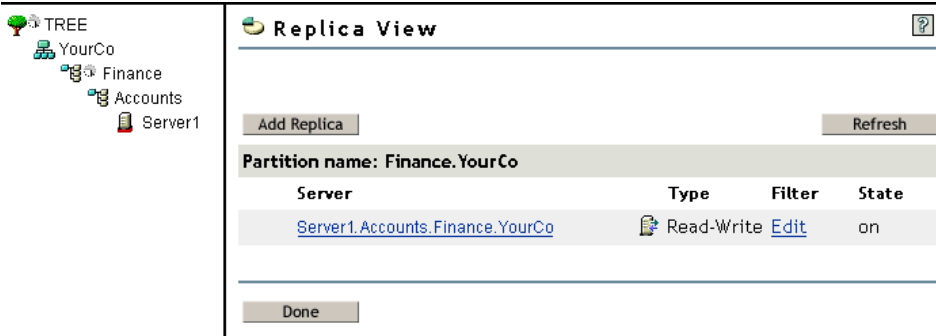 TREE
YourCo
Finance
Accounts
Server1
Replica View
?
Add Replica
Refresh
Partition name: Finance.YourCo
Server Type Filter State
Server1.Accounts.Finance.YourCo Read-Write Edit on
Done